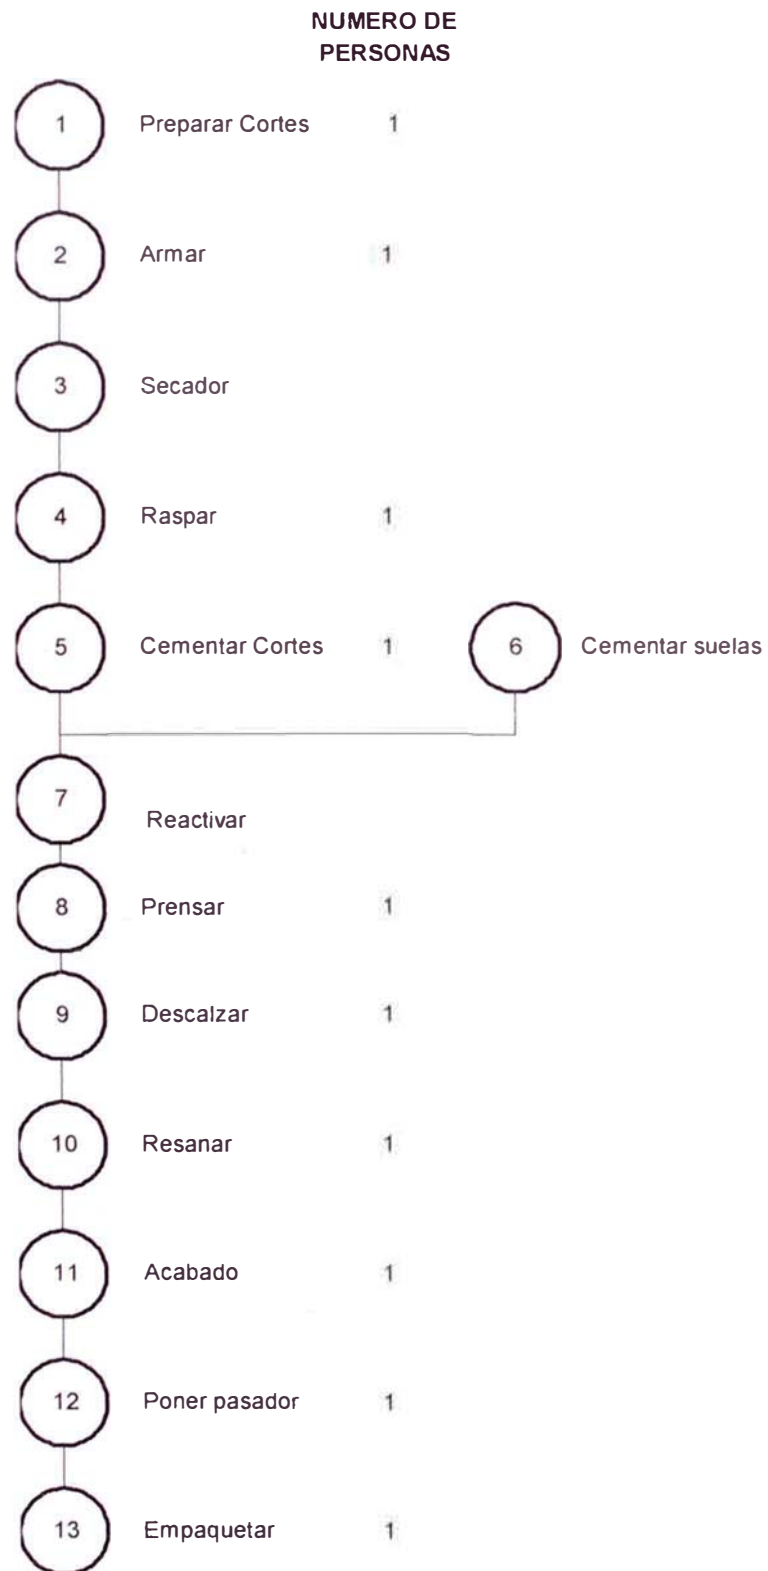 NUMERO DE
PERSONAS
1 Preparar Cortes 1
2 Armar 1
3 Secador
4 Raspar 1
5 Cementar Cortes 1 6 Cementar suelas
7 Reactivar
8 Prensar 1
9 Descalzar 1
10 Resanar 1
11 Acabado 1
12 Poner pasador 1
13 Empaquetar 1